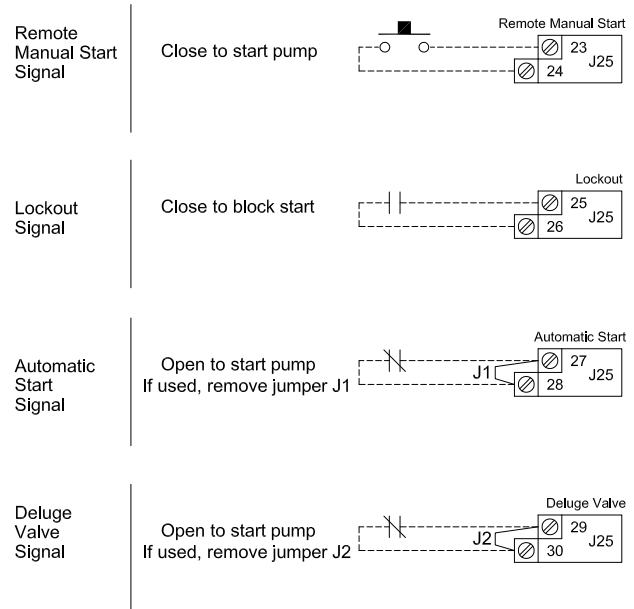 Remote
Manual Start
Signal
Close to start pump
Remote Manual Start
23
24
J25
Lockout
Signal
Close to block start
Lockout
25
26
J25
Automatic
Start
Signal
Open to start pump
If used, remove jumper J1
Automatic Start
J1
27
28
J25
Deluge
Valve
Signal
Open to start pump
If used, remove jumper J2
Deluge Valve
J2
29
30
J25